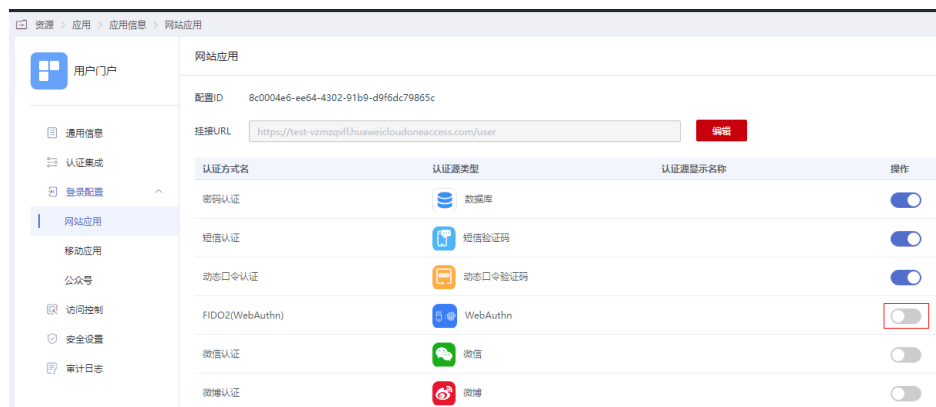 资源 > 应用 > 应用信息 > 网站应用
用户门户
通用信息
认证集成
登录配置
网站应用
移动应用
公众号
访问控制
安全设置
审计日志
网站应用
配置ID 8c0004e6-ee64-4302-91b9-d9f6dc79865c
挂接URL https://test-vzmzqvlf.huaweicloudoneaccess.com/user 编辑
认证方式名 认证源类型 认证源显示名称 操作
密码认证 数据库
短信认证 短信验证码
动态口令认证 动态口令验证码
FIDO2(WebAuthn) WebAuthn
微信认证 微信
微博认证 微博